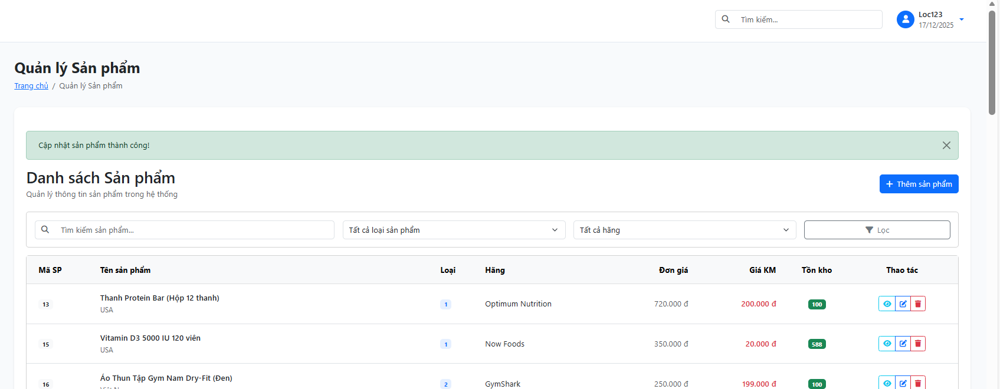 Tìm kiếm...
Loc123
17/12/2025
Quản lý Sản phẩm
Trang chủ / Quản lý Sản phẩm
Cập nhật sản phẩm thành công!
Danh sách Sản phẩm
Quản lý thông tin sản phẩm trong hệ thống
Thêm sản phẩm
Tìm kiếm sản phẩm... Tất cả loại sản phẩm Tất cả hãng Lọc
Mã SP Tên sản phẩm Loại Hãng Đơn giá Giá KM Tồn kho Thao tác
13 Thanh Protein Bar (Hộp 12 thanh) 1 Optimum Nutrition 720.000 đ 200.000 đ 100
USA
15 Vitamin D3 5000 IU 120 viên 1 Now Foods 350.000 đ 20.000 đ 588
USA
16 Áo Thun Tập Gym Nam Dry-Fit (Đen) 2 GymShark 250.000 đ 199.000 đ 100